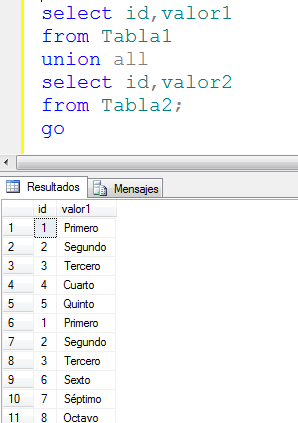 select id,valor1
from Tabla1
union all
select id,valor2
from Tabla2;
go
Resultados Mensajes
id valor1
1 1 Primero
2 2 Segundo
3 3 Tercero
4 4 Cuarto
5 5 Quinto
6 1 Primero
7 2 Segundo
8 3 Tercero
9 6 Sexto
10 7 Séptimo
11 8 Octavo